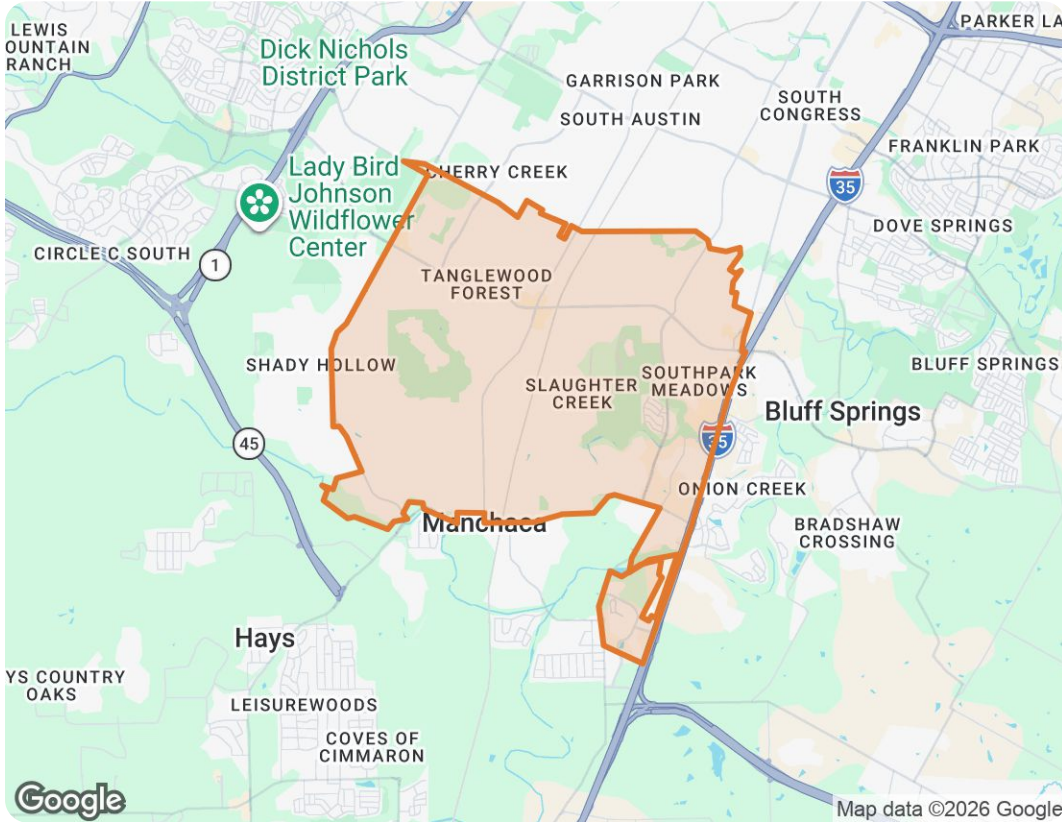 LEWIS
OUNTAIN
RANCH
Dick Nichols
District Park
PARKER LA
GARRISON PARK
SOUTH AUSTIN
SOUTH
CONGRESS
FRANKLIN PARK
35
Lady Bird
Johnson
Wildflower
Center
CHERRY CREEK
DOVE SPRINGS
CIRCLE C SOUTH
1
TANGLEWOOD
FOREST
SHADY HOLLOW
SLAUGHTER
CREEK
SOUTHPARK
MEADOWS
BLUFF SPRINGS
Bluff Springs
35
45
ONION CREEK
Manchaca
BRADSHAW
CROSSING
Hays
YS COUNTRY
OAKS
LEISUREWOODS
COVES OF
CIMMARON
Google
Map data ©2026 Google